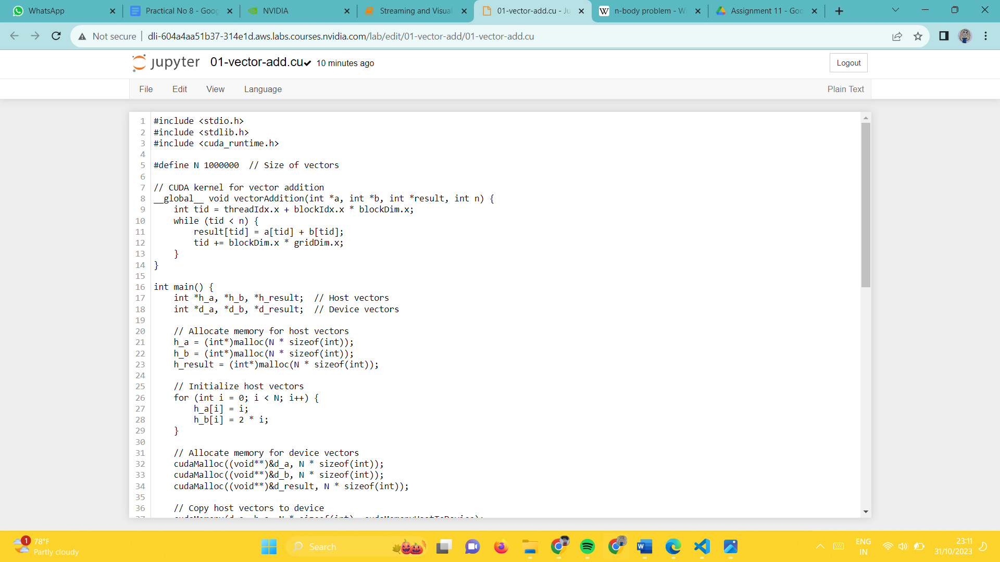 WhatsApp
Practical No 8 - Goog
NVIDIA
Streaming and Visual
01-vector-add.cu - Ju
n-body problem - Wi
Assignment 11 - Goo
Not secure | dli-604a4aa51b37-314e1d.aws.labs.courses.nvidia.com/lab/edit/01-vector-add/01-vector-add.cu
jupyter 01-vector-add.cu✔ 10 minutes ago
Logout
File Edit View Language
Plain Text
1 #include <stdio.h>
2 #include <stdlib.h>
3 #include <cuda_runtime.h>
4
5 #define N 1000000  // Size of vectors
6
7 // CUDA kernel for vector addition
8 __global__ void vectorAddition(int *a, int *b, int *result, int n) {
9     int tid = threadIdx.x + blockIdx.x * blockDim.x;
10     while (tid < n) {
11         result[tid] = a[tid] + b[tid];
12         tid += blockDim.x * gridDim.x;
13     }
14 }
15
16 int main() {
17     int *h_a, *h_b, *h_result;  // Host vectors
18     int *d_a, *d_b, *d_result;  // Device vectors
19
20     // Allocate memory for host vectors
21     h_a = (int*)malloc(N * sizeof(int));
22     h_b = (int*)malloc(N * sizeof(int));
23     h_result = (int*)malloc(N * sizeof(int));
24
25     // Initialize host vectors
26     for (int i = 0; i < N; i++) {
27         h_a[i] = i;
28         h_b[i] = 2 * i;
29     }
30
31     // Allocate memory for device vectors
32     cudaMalloc((void**)&d_a, N * sizeof(int));
33     cudaMalloc((void**)&d_b, N * sizeof(int));
34     cudaMalloc((void**)&d_result, N * sizeof(int));
35
36     // Copy host vectors to device
1
78°F
Partly cloudy
Search
ENG
IN
23:11
31/10/2023